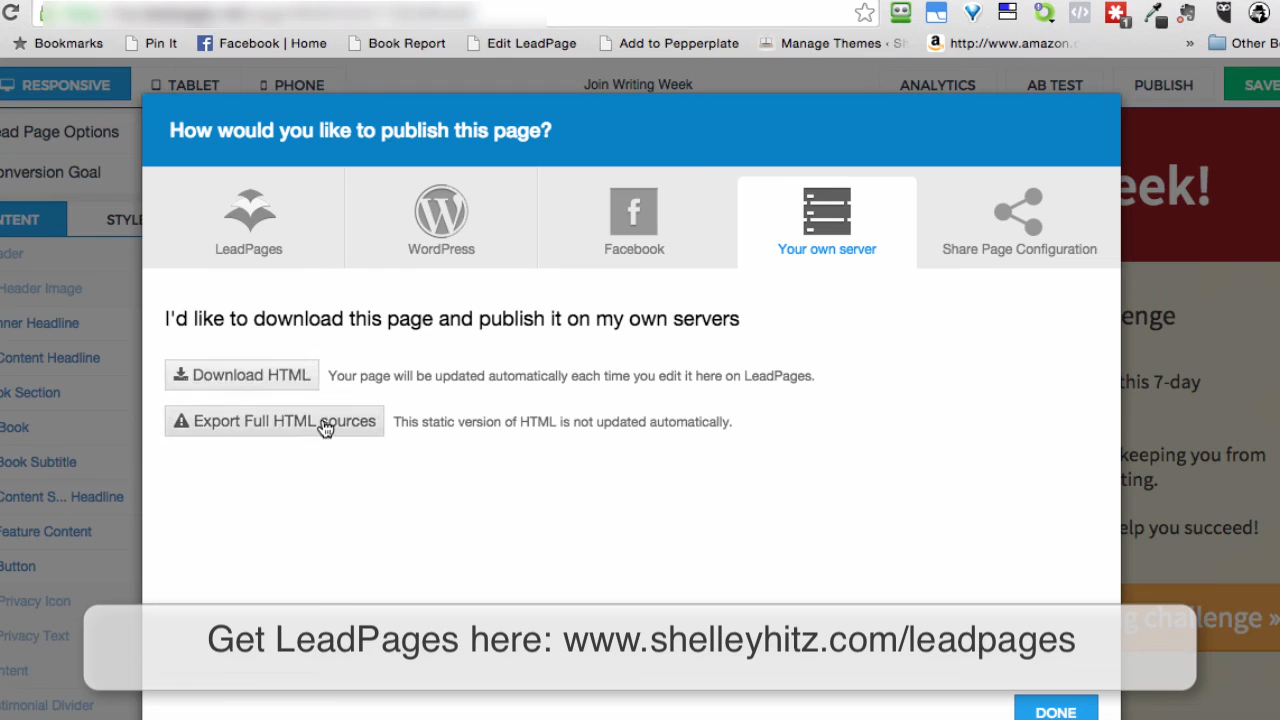 Bookmarks Pin It Facebook | Home Book Report Edit LeadPage Add to Pepperplate Manage Themes ‹ Sh http://www.amazon.c » Other B
RESPONSIVE TABLET PHONE Join Writing Week ANALYTICS AB TEST PUBLISH SAVE
ead Page Options
onversion Goal
NTENT STYL
ader
Header Image
nner Headline
Content Headline
ok Section
Book
Book Subtitle
Content S... Headline
Feature Content
Button
Privacy Icon
Privacy Text
ntent
stimonial Divider
How would you like to publish this page?
LeadPages
WordPress
Facebook
Your own server
Share Page Configuration
I'd like to download this page and publish it on my own servers
Download HTML Your page will be updated automatically each time you edit it here on LeadPages.
Export Full HTML sources This static version of HTML is not updated automatically.
eek!
enge
this 7-day
keeping you from
ting.
elp you succeed!
g challenge »
Get LeadPages here: www.shelleyhitz.com/leadpages
DONE